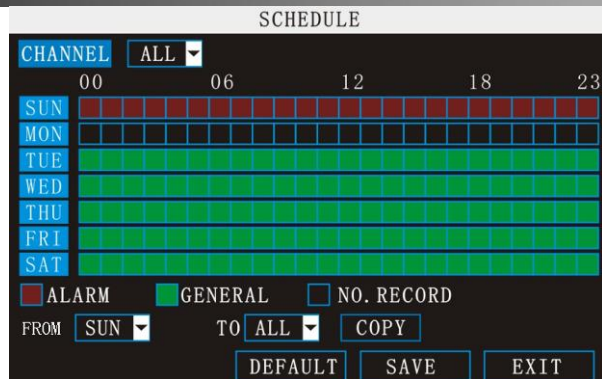 SCHEDULE
CHANNEL ALL
00 06 12 18 23
SUN
MON
TUE
WED
THU
FRI
SAT
ALARM GENERAL NO. RECORD
FROM SUN TO ALL COPY
DEFAULT SAVE EXIT